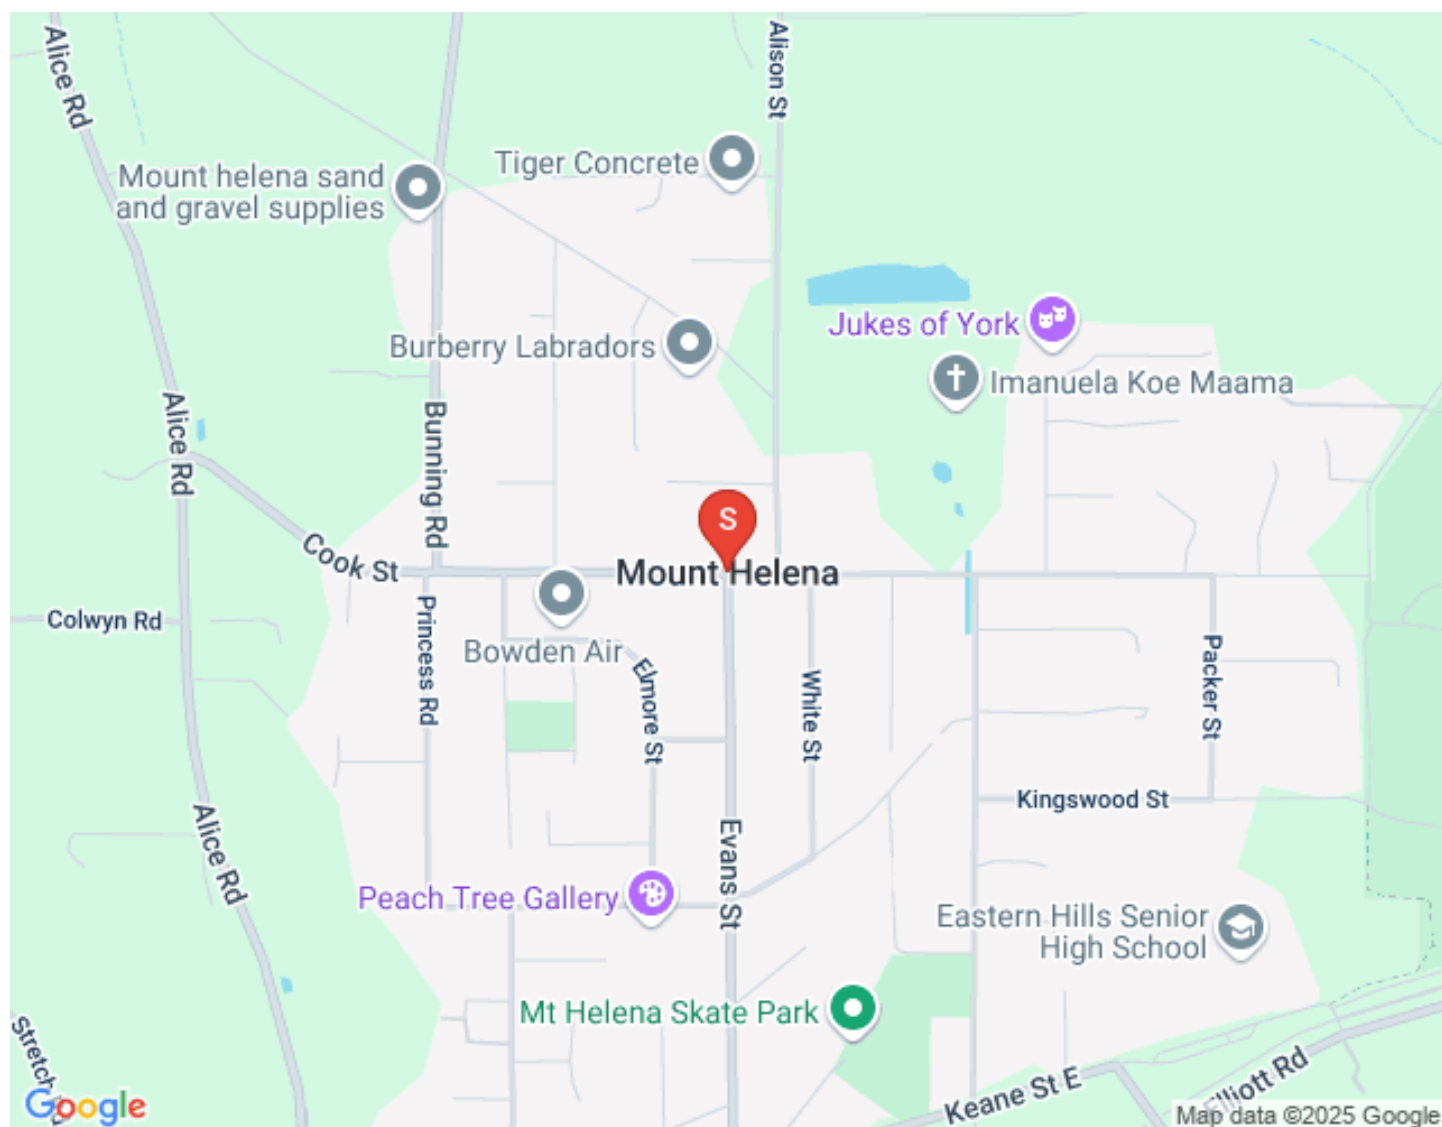 Alice Rd
Alison St
Tiger Concrete
Mount helena sand
and gravel supplies
Jukes of York
Burberry Labradors
Imanuela Koe Maama
Alice Rd
Bunning Rd
S
Cook St
Mount Helena
Colwyn Rd
Princess Rd
Bowden Air
Elmore St
White St
Packer St
Kingswood St
Alice Rd
Evans St
Peach Tree Gallery
Eastern Hills Senior
High School
Mt Helena Skate Park
Keane St E
Elliott Rd
Google
Map data ©2025 Google